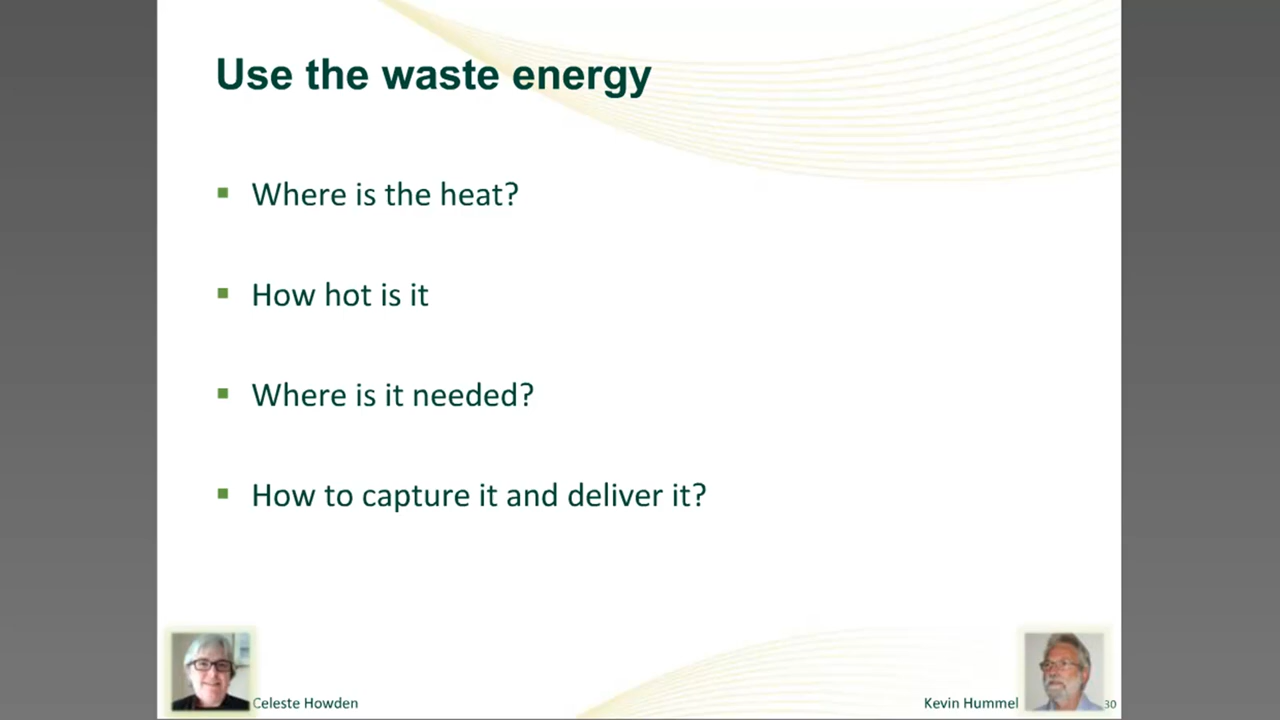 Use the waste energy
Where is the heat?
How hot is it
Where is it needed?
How to capture it and deliver it?
Celeste Howden
Kevin Hummel
30